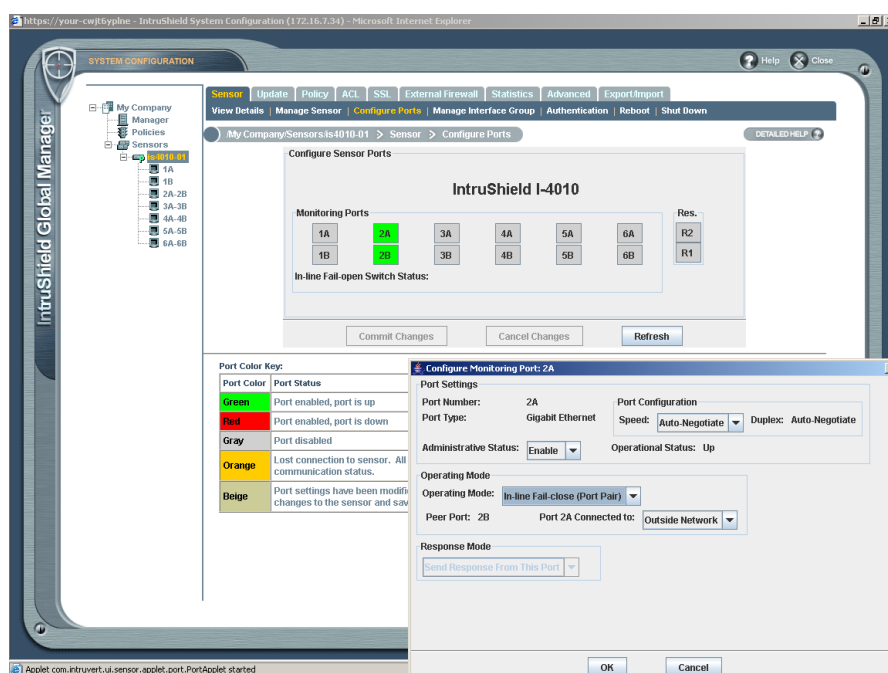 https://your-cwjt6yplne - IntruShield System Configuration (172.16.7.34) - Microsoft Internet Explorer
SYSTEM CONFIGURATION
Help
Close
IntruShield Global Manager
My Company
Manager
Policies
Sensors
is4010-01
1A
1B
2A-2B
3A-3B
4A-4B
5A-5B
6A-6B
Sensor Update Policy ACL SSL External Firewall Statistics Advanced Export/Import
View Details | Manage Sensor | Configure Ports | Manage Interface Group | Authentication | Reboot | Shut Down
/My Company/Sensors/is4010-01 > Sensor > Configure Ports
DETAILED HELP
Configure Sensor Ports
IntruShield I-4010
Monitoring Ports
Res.
1A 2A 3A 4A 5A 6A R2
1B 2B 3B 4B 5B 6B R1
In-line Fail-open Switch Status:
Commit Changes Cancel Changes Refresh
Port Color Key:
Port Color Port Status
Green Port enabled, port is up
Red Port enabled, port is down
Gray Port disabled
Orange Lost connection to sensor. All
communication status.
Beige Port settings have been modifi
changes to the sensor and sav
Configure Monitoring Port: 2A
Port Settings
Port Number: 2A
Port Type: Gigabit Ethernet
Port Configuration
Speed: Auto-Negotiate Duplex: Auto-Negotiate
Administrative Status: Enable Operational Status: Up
Operating Mode
Operating Mode: In-line Fail-close (Port Pair)
Peer Port: 2B Port 2A Connected to: Outside Network
Response Mode
Send Response From This Port
OK Cancel
Applet com.intruvert.ui.sensor.applet.port.PortApplet started